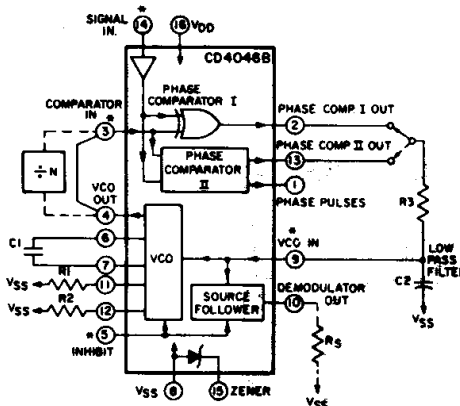 *
SIGNAL IN.
14
16
VDD
CD4046B
COMPARATOR IN
*
3
PHASE COMPARATOR I
2
PHASE COMP I OUT
PHASE COMPARATOR II
13
PHASE COMP II OUT
1
PHASE PULSES
÷ N
VCO OUT
4
R3
C1
6
7
VCO
*
VCO IN
9
LOW PASS FILTER
C2
VSS
VSS
R1
11
VSS
R2
12
SOURCE FOLLOWER
10
DEMODULATOR OUT
*
5
INHIBIT
RS
VSS
VSS
8
15
ZENER